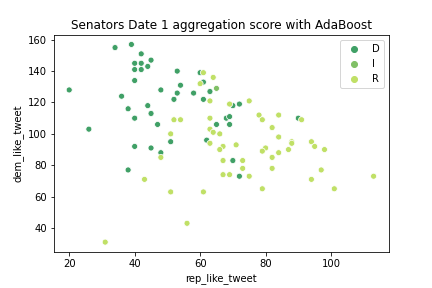 Senators Date 1 aggregation score with AdaBoost
160
140
120
100
80
60
40
dem_like_tweet
D
I
R
20
40
60
80
100
rep_like_tweet